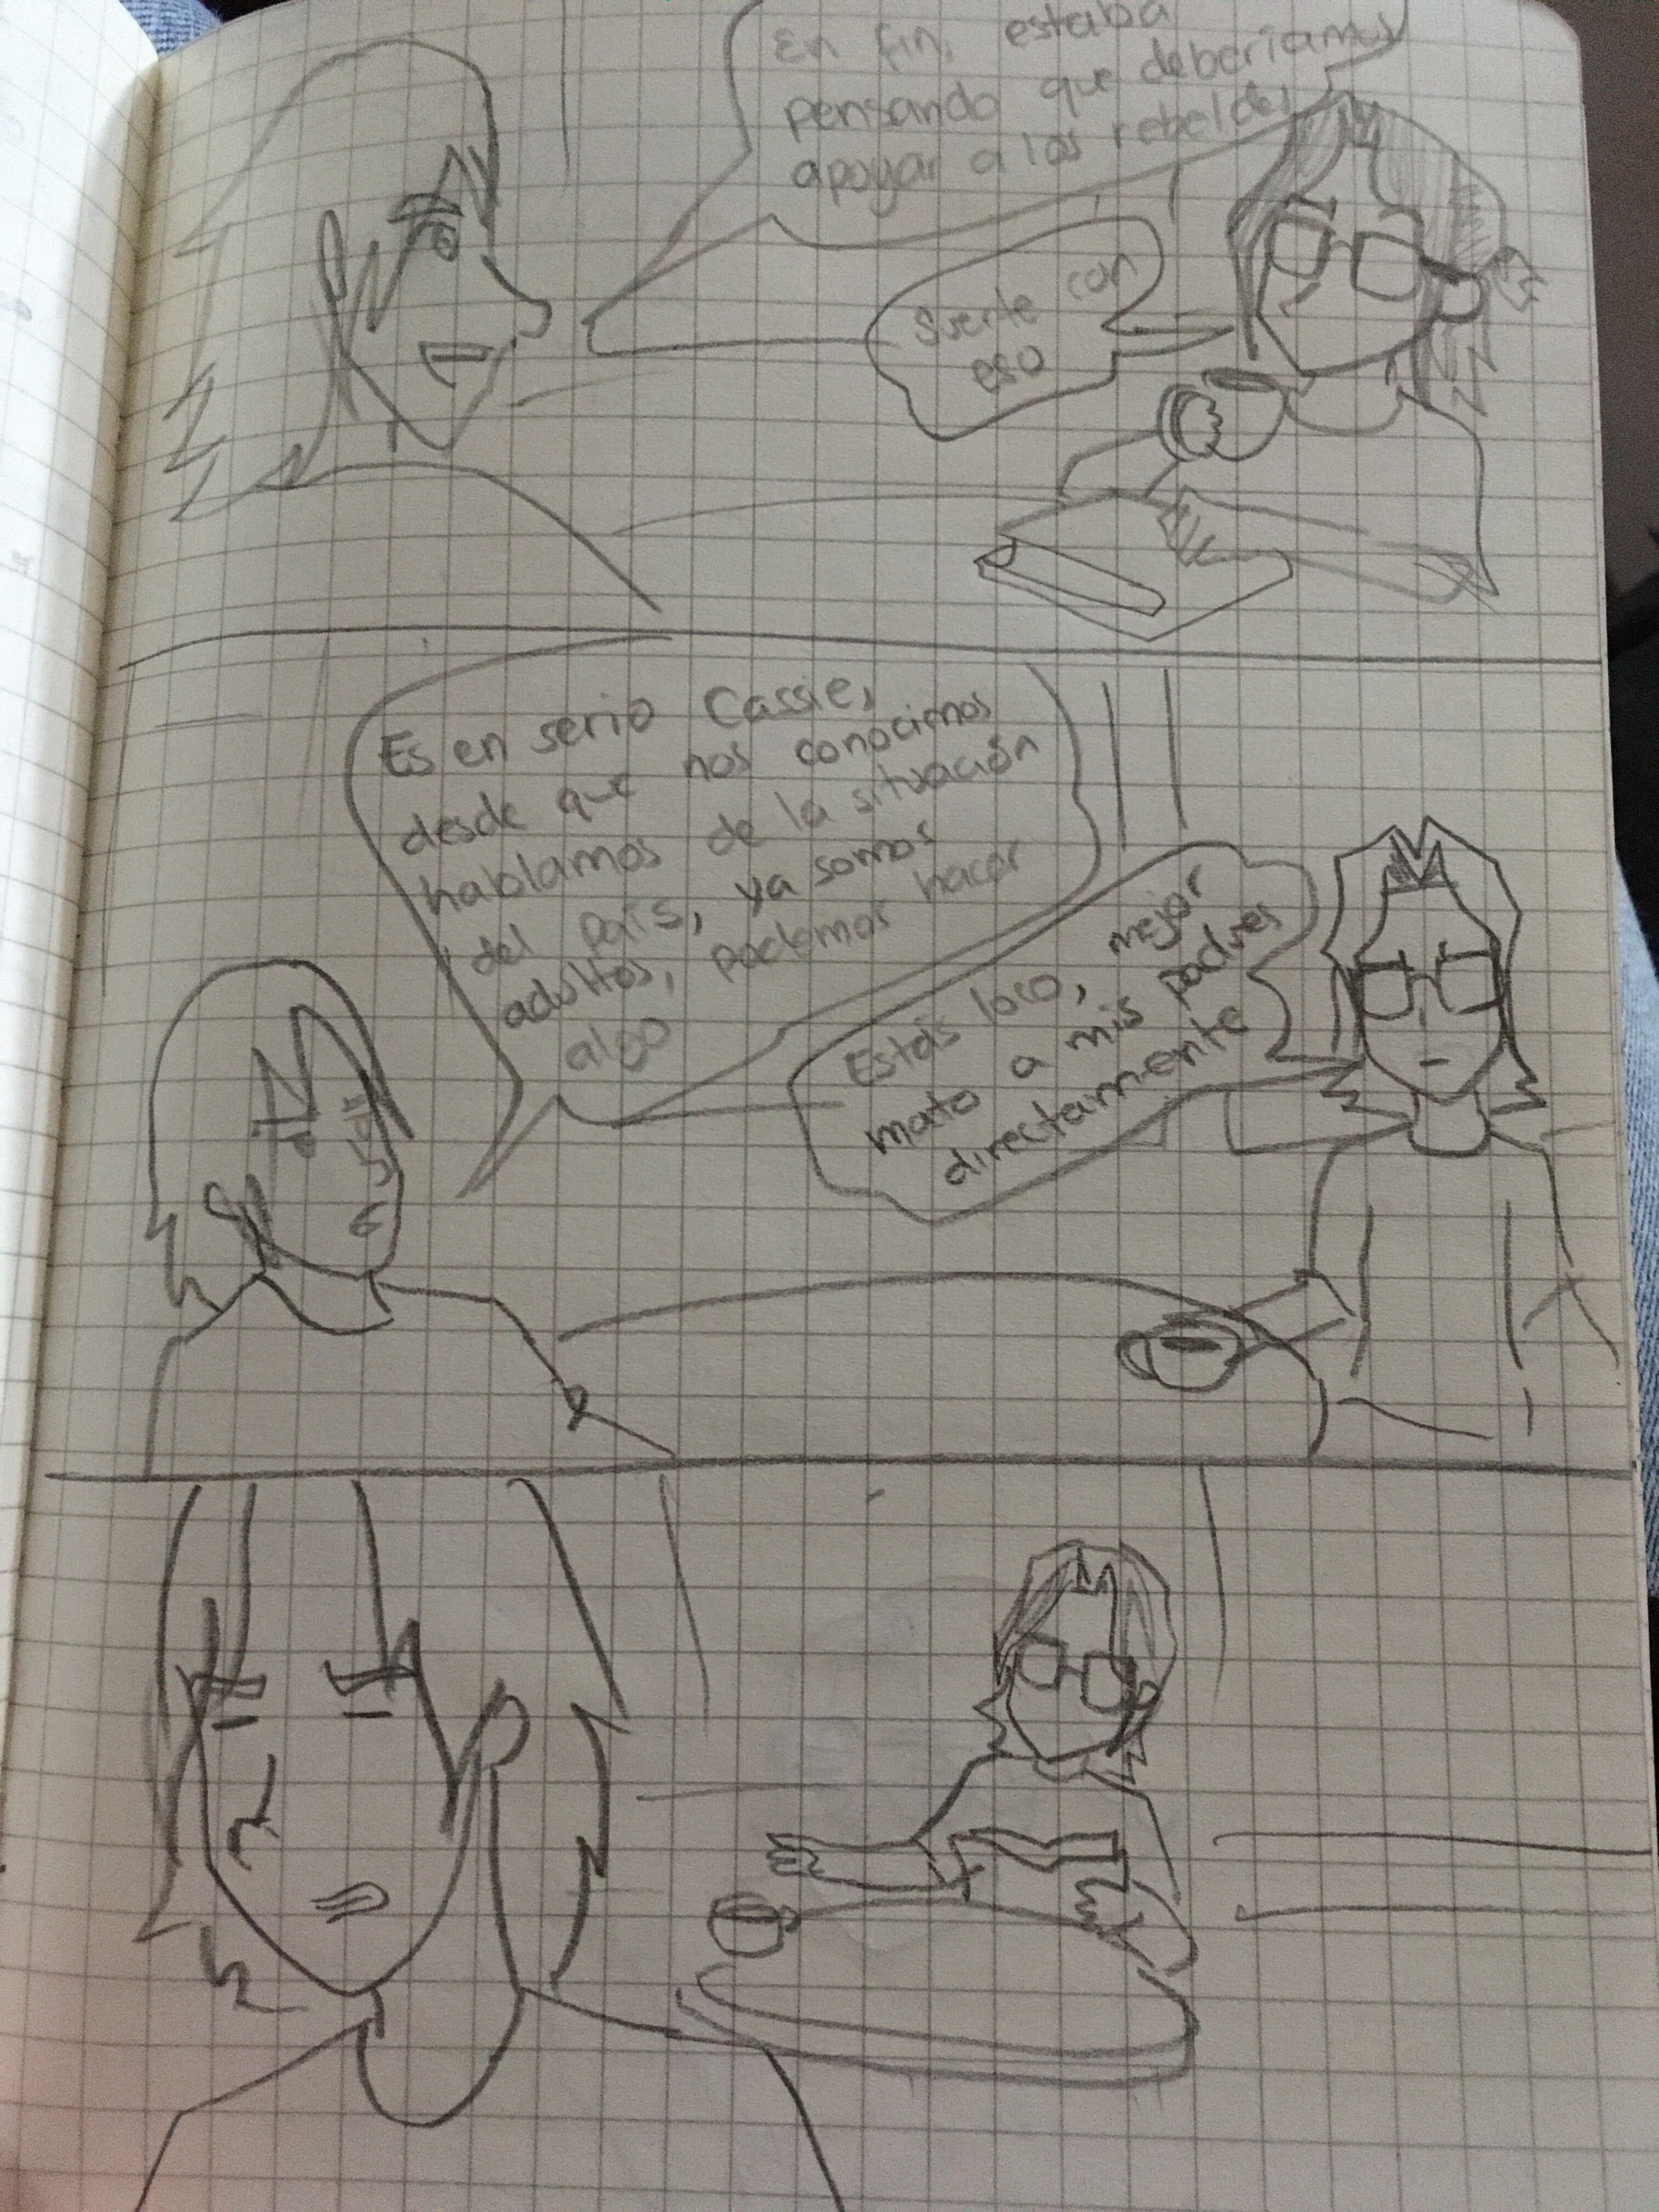 En fin, estaba
pensando que deberíamos
apoyar a los rebeldes
Suerte con
eso
Es en serio Cassie,
desde que nos conocimos
hablamos de la situación
del país, ya somos
adultos, podemos hacer
algo
Estás loco, mejor
mato a mis padres
directamente